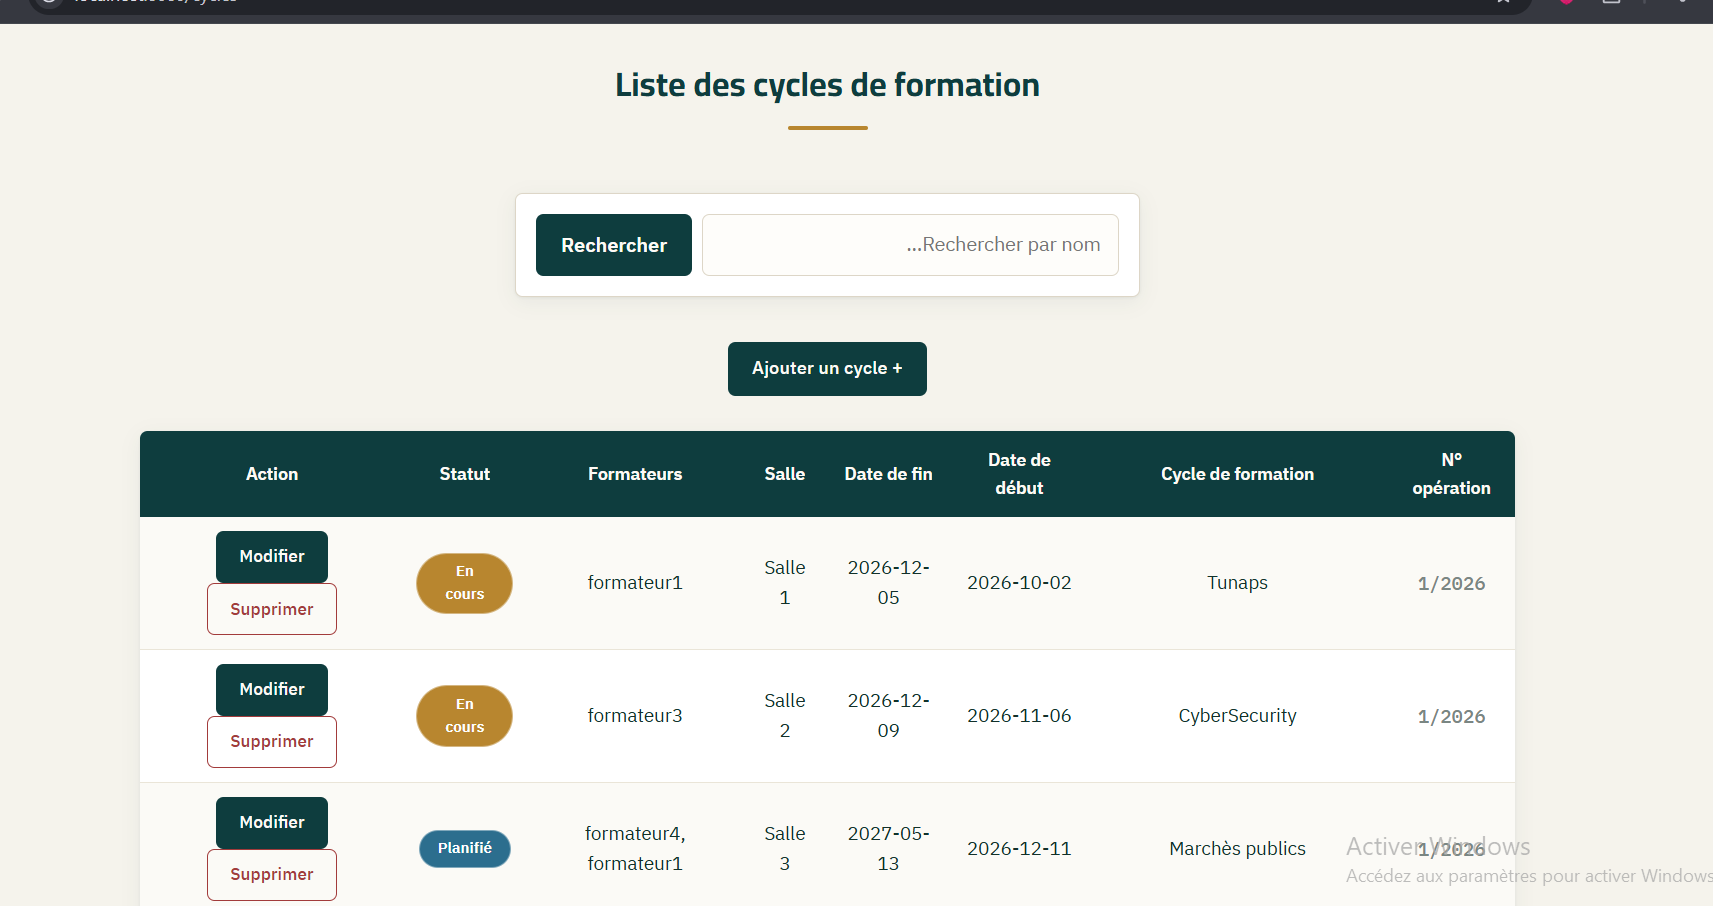 Liste des cycles de formation
Rechercher
...Rechercher par nom
Ajouter un cycle +
Action Statut Formateurs Salle Date de fin Date de début Cycle de formation N° opération
Modifier
Supprimer
En
cours
formateur1
Salle
1
2026-12-
05
2026-10-02
Tunaps
1/2026
Modifier
Supprimer
En
cours
formateur3
Salle
2
2026-12-
09
2026-11-06
CyberSecurity
1/2026
Modifier
Supprimer
Planifié
formateur4,
formateur1
Salle
3
2027-05-
13
2026-12-11
Marchès publics
1/2026
Activer Windows
Accédez aux paramètres pour activer Windows